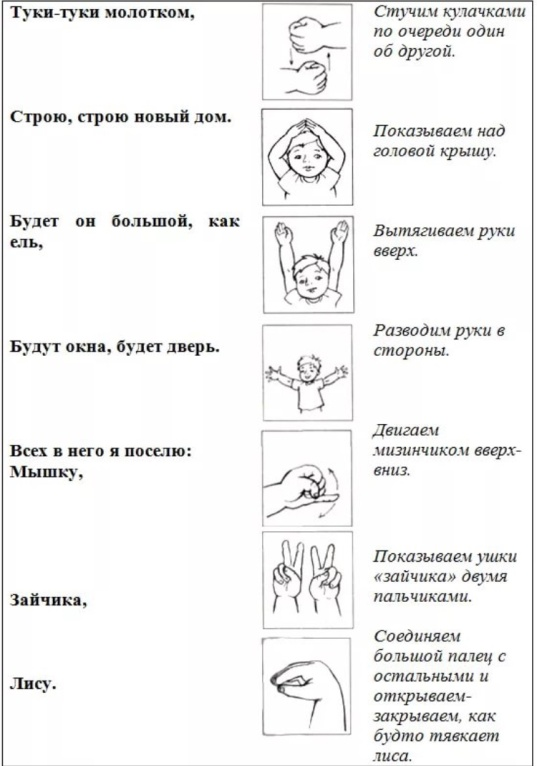 Туки-туки молотком,
Стучим кулачками
по очереди один
об другой.
Строю, строю новый дом.
Показываем над
головой крышу.
Будет он большой, как
ель,
Вытягиваем руки
вверх.
Будут окна, будет дверь.
Разводим руки в
стороны.
Всех в него я поселю:
Мышку,
Двигаем
мизинчиком вверх-
вниз.
Зайчика,
Показываем ушки
«зайчика» двумя
пальчиками.
Лису.
Соединяем
большой палец с
остальными и
открываем-
закрываем, как
будто тявкает
лиса.